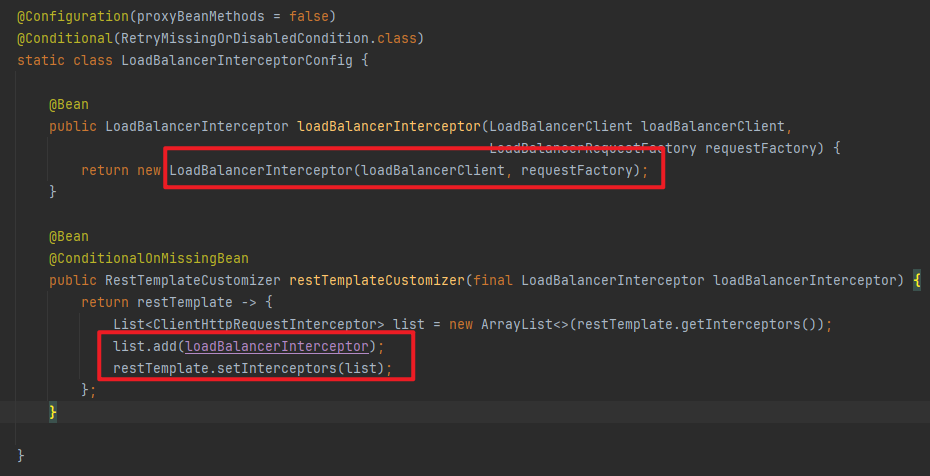 @Configuration(proxyBeanMethods = false)
@Conditional(RetryMissingOrDisabledCondition.class)
static class LoadBalancerInterceptorConfig {
@Bean
public LoadBalancerInterceptor loadBalancerInterceptor(LoadBalancerClient loadBalancerClient,
LoadBalancerRequestFactory requestFactory) {
return new LoadBalancerInterceptor(loadBalancerClient, requestFactory);
}
@Bean
@ConditionalOnMissingBean
public RestTemplateCustomizer restTemplateCustomizer(final LoadBalancerInterceptor loadBalancerInterceptor) {
return restTemplate -> {
List<ClientHttpRequestInterceptor> list = new ArrayList<>(restTemplate.getInterceptors());
list.add(loadBalancerInterceptor);
restTemplate.setInterceptors(list);
};
}
}